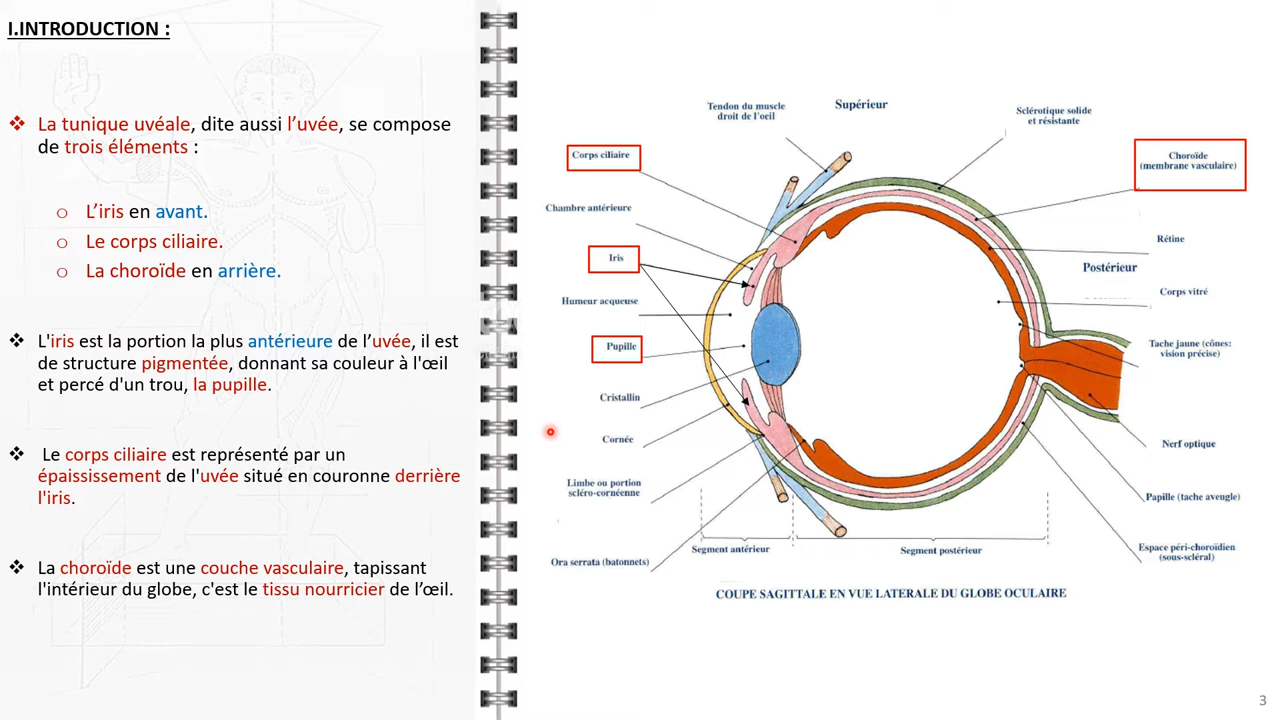 I.INTRODUCTION :
❖ La tunique uvéale, dite aussi l’uvée, se compose
de trois éléments :
o L’iris en avant.
o Le corps ciliaire.
o La choroïde en arrière.
❖ L'iris est la portion la plus antérieure de l’uvée, il est
de structure pigmentée, donnant sa couleur à l'œil
et percé d'un trou, la pupille.
❖ Le corps ciliaire est représenté par un
épaississement de l'uvée situé en couronne derrière
l'iris.
❖ La choroïde est une couche vasculaire, tapissant
l'intérieur du globe, c'est le tissu nourricier de l’œil.
Tendon du muscle
droit de l'oeil
Supérieur
Sclérotique solide
et résistante
Corps ciliaire
Choroïde
(membrane vasculaire)
Chambre antérieure
Rétine
Iris
Postérieur
Humeur acqueuse
Corps vitré
Pupille
Tache jaune (cônes:
vision précise)
Cristallin
Cornée
Nerf optique
Limbe ou portion
scléro-cornéenne
Papille (tache aveugle)
Segment antérieur
Segment postérieur
Espace péri-choroïdien
(sous-scléral)
Ora serrata (batonnets)
COUPE SAGITTALE EN VUE LATERALE DU GLOBE OCULAIRE
3